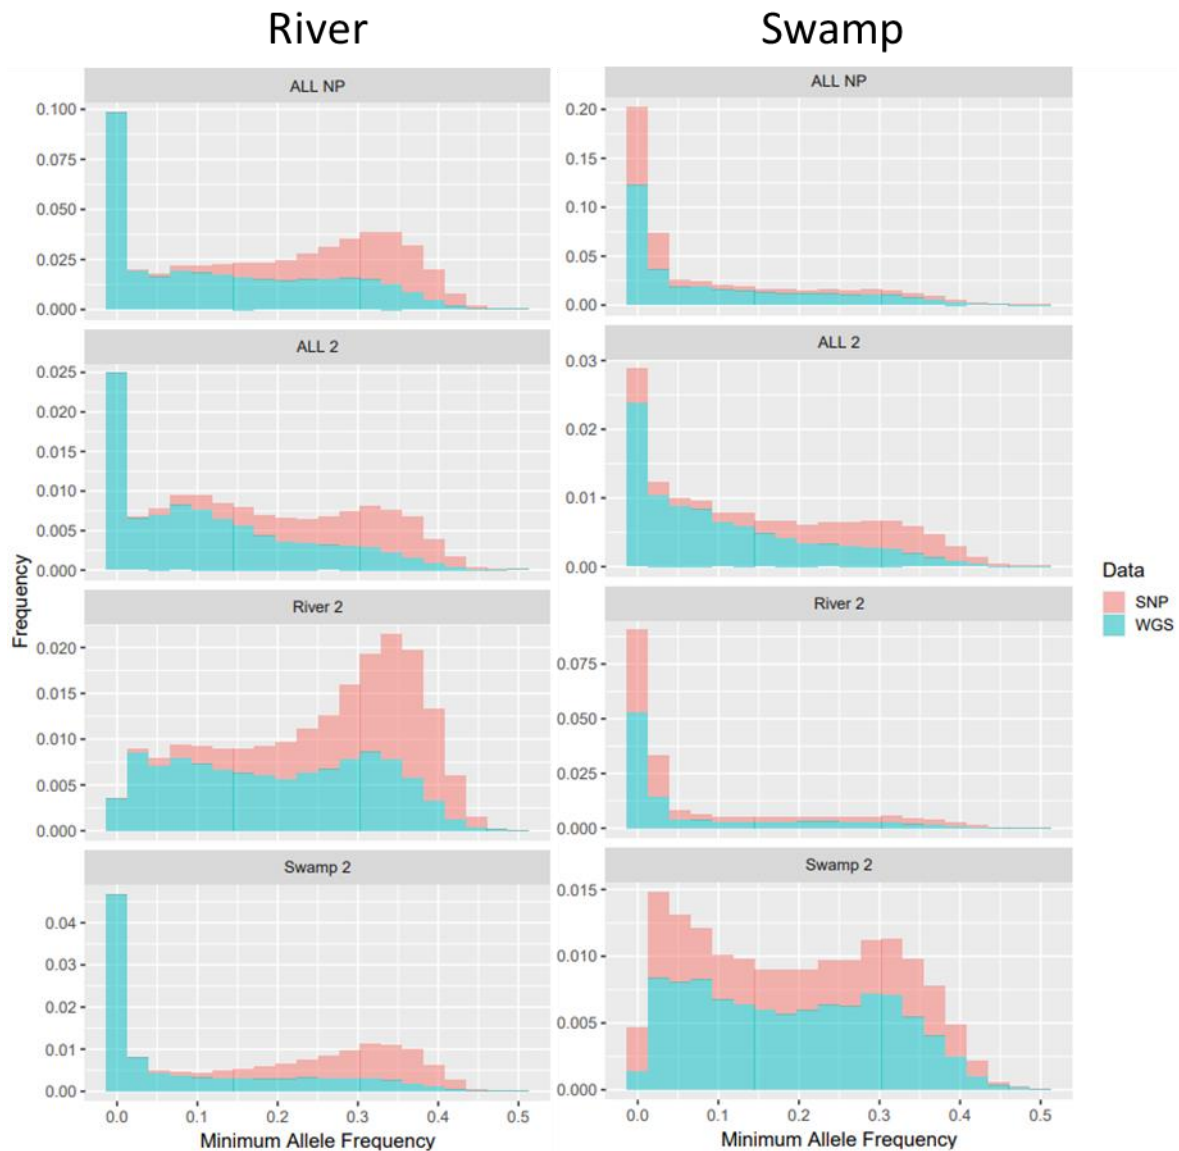 River
Swamp
ALL NP
0.100
0.075
0.050
0.025
0.000
ALL NP
0.20
0.15
0.10
0.05
0.00
ALL 2
0.025
0.020
0.015
0.010
0.005
0.000
ALL 2
0.03
0.02
0.01
0.00
River 2
0.020
0.015
0.010
0.005
0.000
River 2
0.075
0.050
0.025
0.000
Swamp 2
0.04
0.03
0.02
0.01
0.00
Swamp 2
0.015
0.010
0.005
0.000
0.0 0.1 0.2 0.3 0.4 0.5
0.0 0.1 0.2 0.3 0.4 0.5
Minimum Allele Frequency
Minimum Allele Frequency
Frequency
Data
SNP
WGS